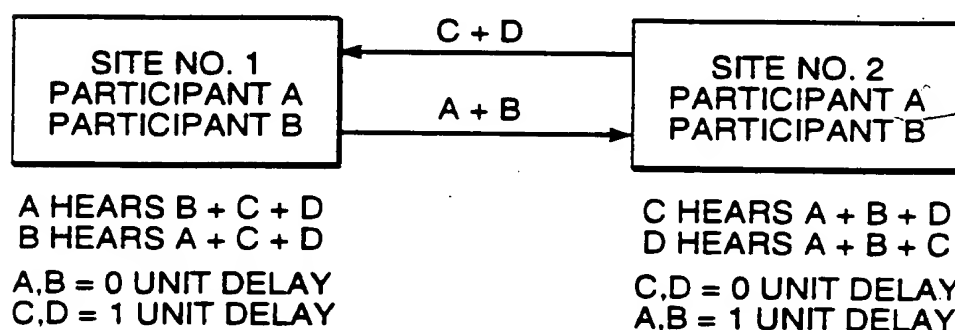 C + D
SITE NO. 1
PARTICIPANT A
PARTICIPANT B
A + B
SITE NO. 2
PARTICIPANT A
PARTICIPANT B
A HEARS B + C + D
B HEARS A + C + D
A,B = 0 UNIT DELAY
C,D = 1 UNIT DELAY
C HEARS A + B + D
D HEARS A + B + C
C,D = 0 UNIT DELAY
A,B = 1 UNIT DELAY